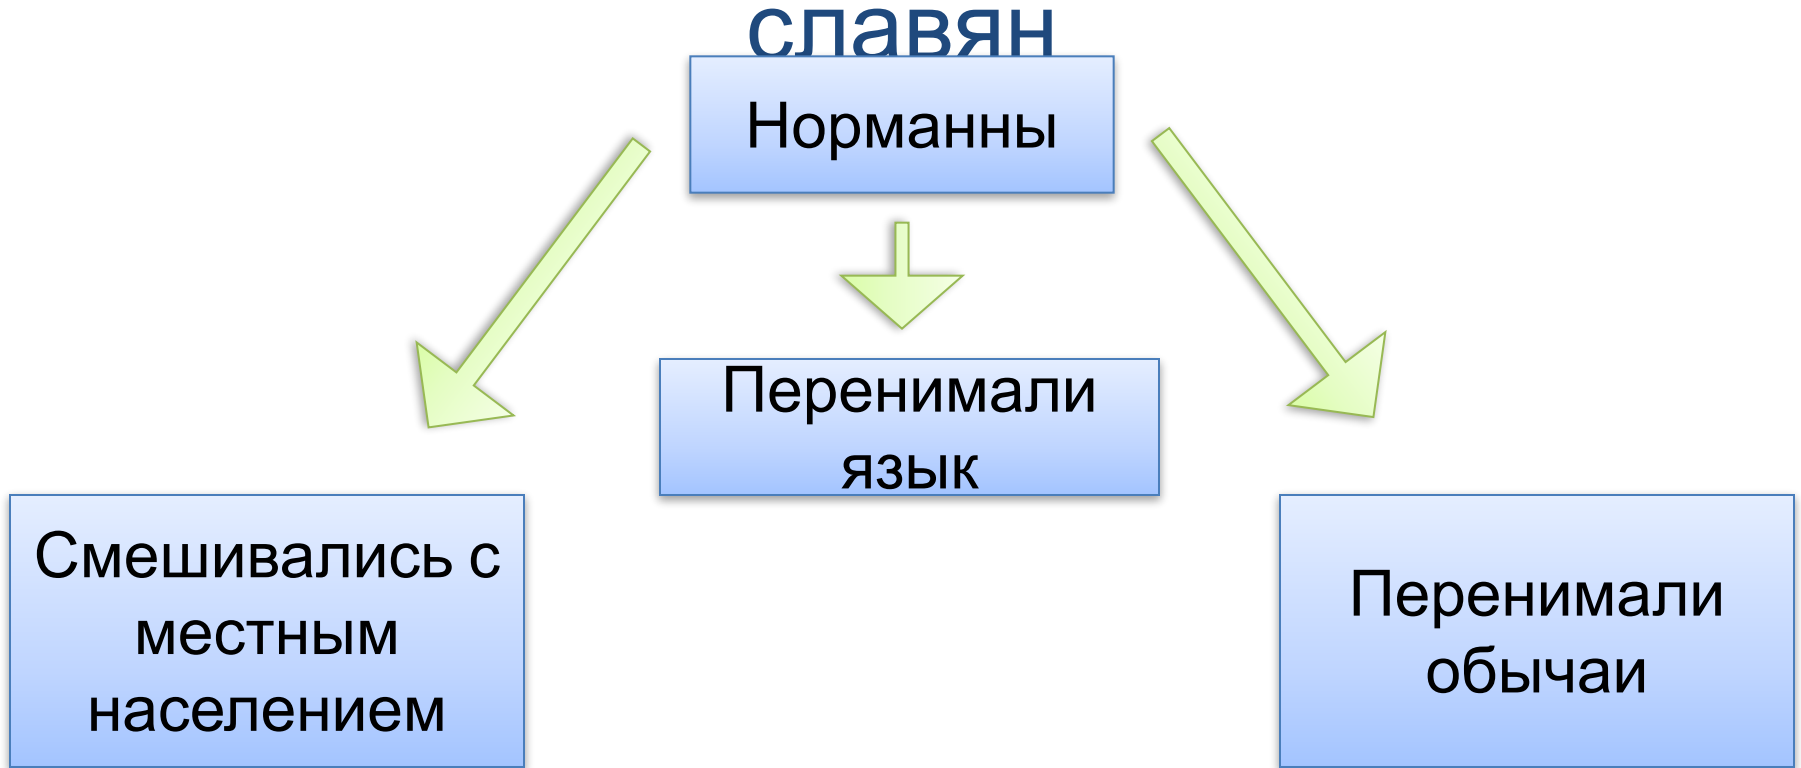 славян
Норманны
Перенимали
язык
Смешивались с
местным
населением
Перенимали
обычаи